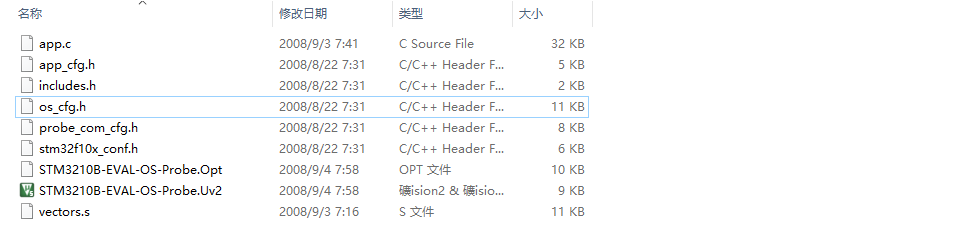 名称 修改日期 类型 大小
app.c 2008/9/3 7:41 C Source File 32 KB
app_cfg.h 2008/8/22 7:31 C/C++ Header F... 5 KB
includes.h 2008/8/22 7:31 C/C++ Header F... 2 KB
os_cfg.h 2008/8/22 7:31 C/C++ Header F... 11 KB
probe_com_cfg.h 2008/8/22 7:31 C/C++ Header F... 8 KB
stm32f10x_conf.h 2008/8/22 7:31 C/C++ Header F... 6 KB
STM3210B-EVAL-OS-Probe.Opt 2008/9/4 7:58 OPT 文件 10 KB
STM3210B-EVAL-OS-Probe.Uv2 2008/9/4 7:58 礦ision2 & 礦isio... 9 KB
vectors.s 2008/9/3 7:16 S 文件 11 KB